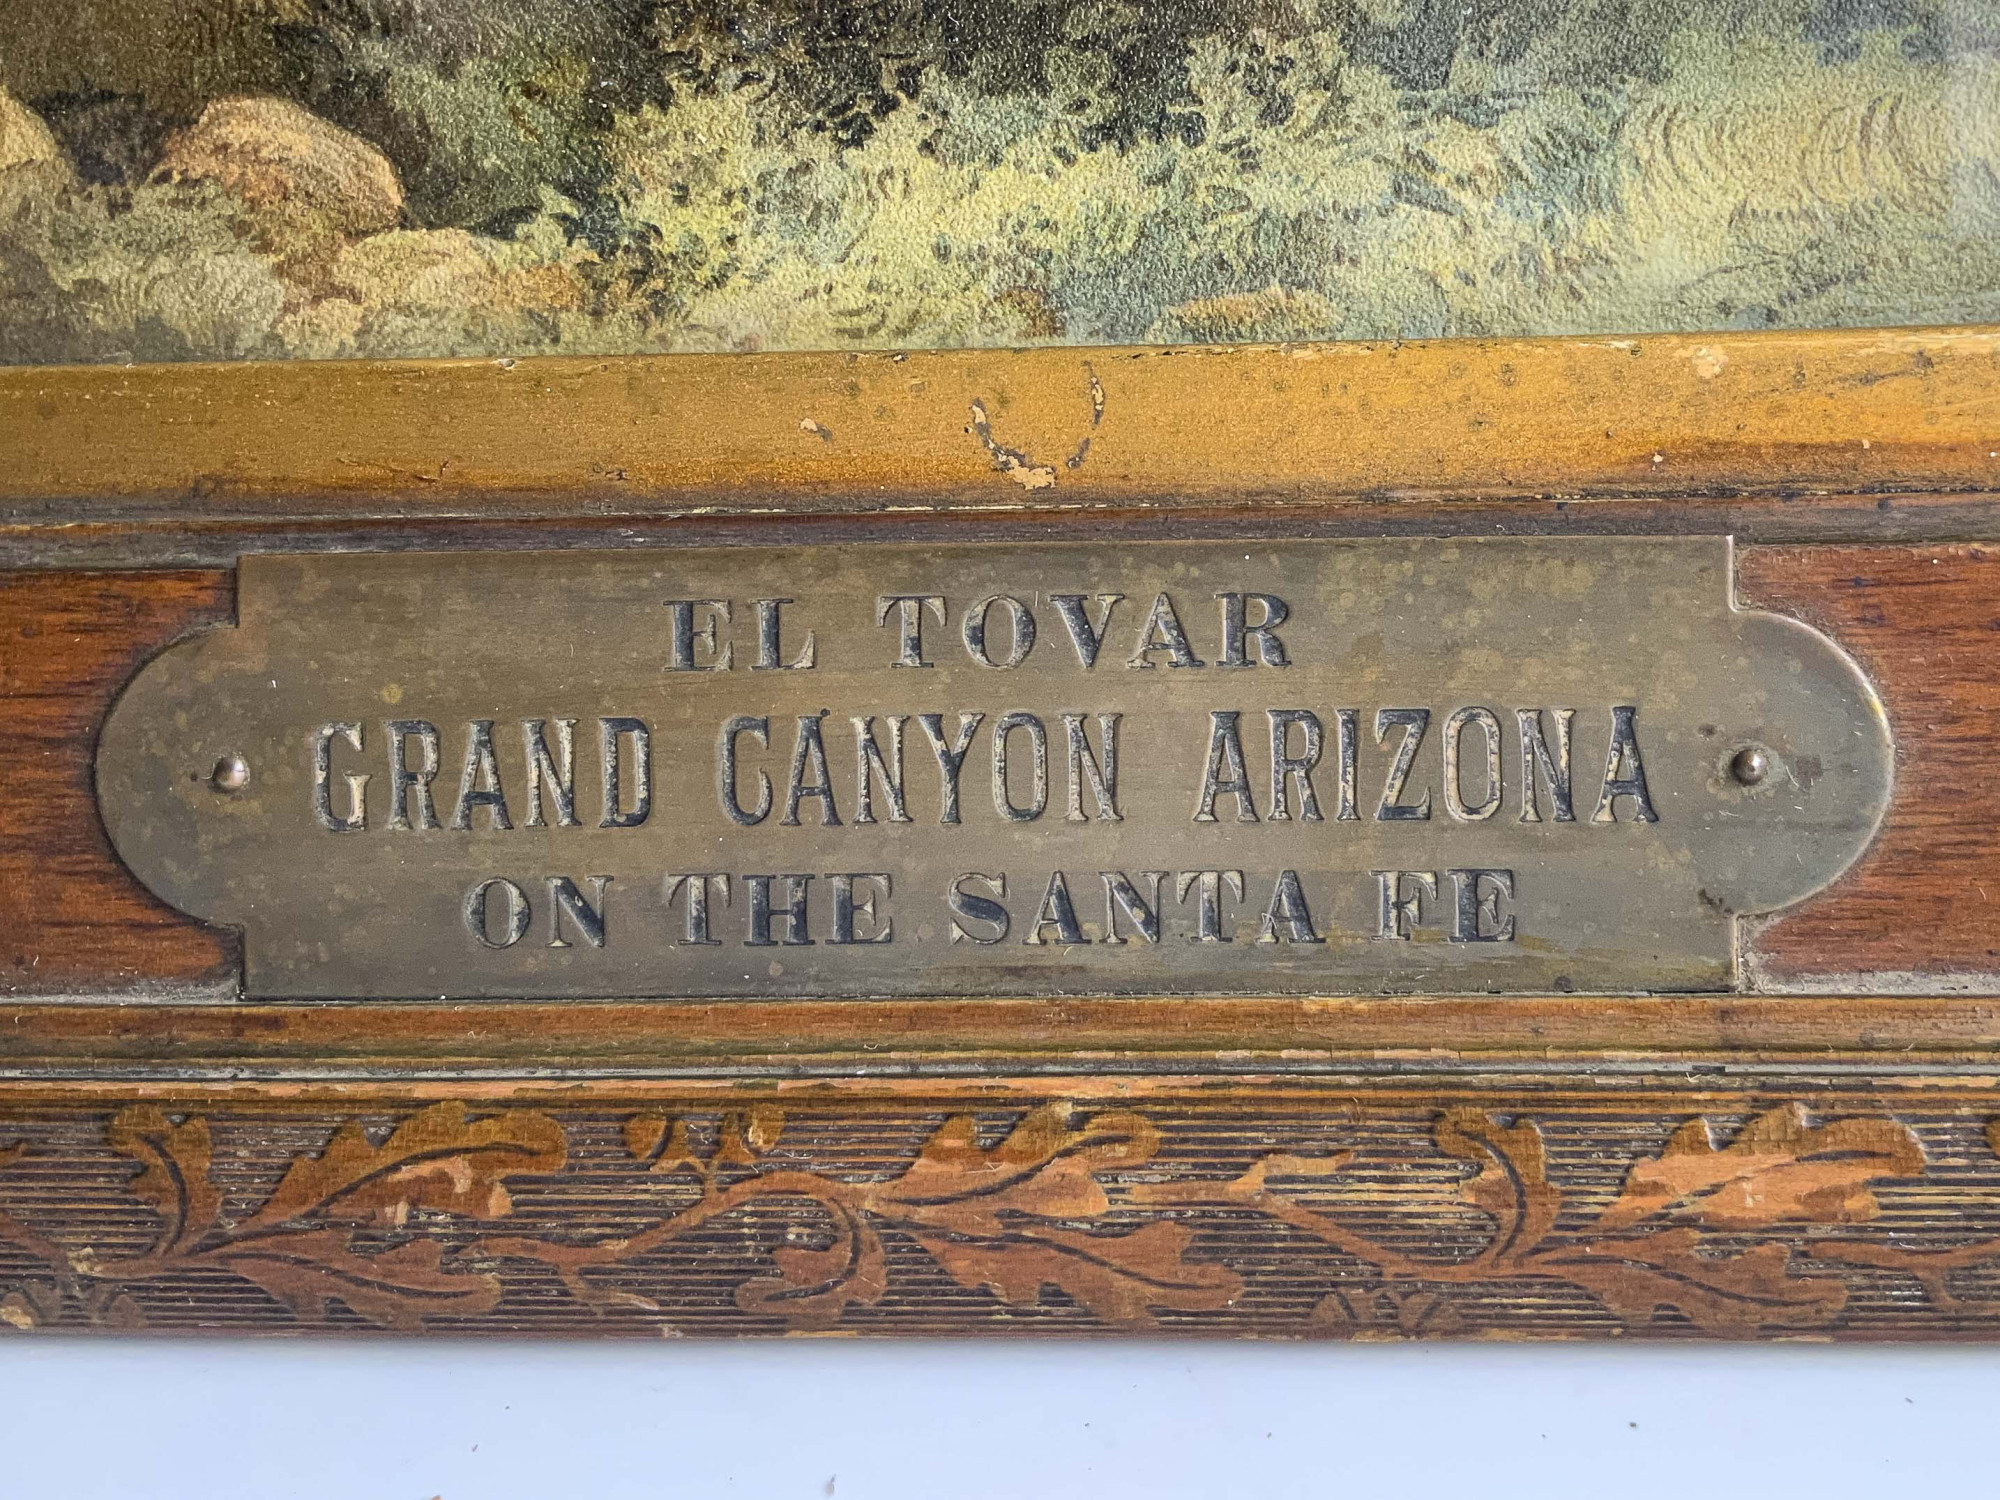 EL TOVAR
GRAND CANYON ARIZONA
ON THE SANTA FE